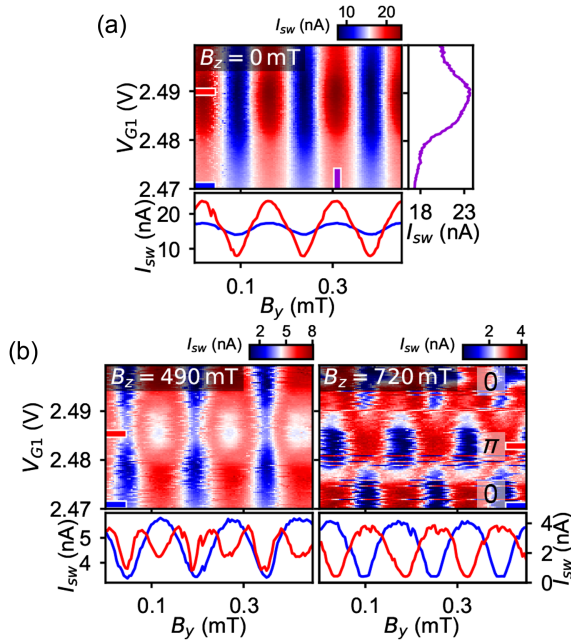 (a)
I_sw (nA) 10 20
B_z = 0 mT
V_G1 (V)
2.49
2.48
2.47
18 23
I_sw (nA)
I_sw (nA)
20
10
0.1 0.3
B_y (mT)
(b)
I_sw (nA) 2 5 8
I_sw (nA) 2 4
B_z = 490 mT
B_z = 720 mT
V_G1 (V)
2.49
2.48
2.47
0
π
0
I_sw (nA)
5
4
4
2
0
I_sw (nA)
0.1 0.3
B_y (mT)
0.1 0.3
B_y (mT)